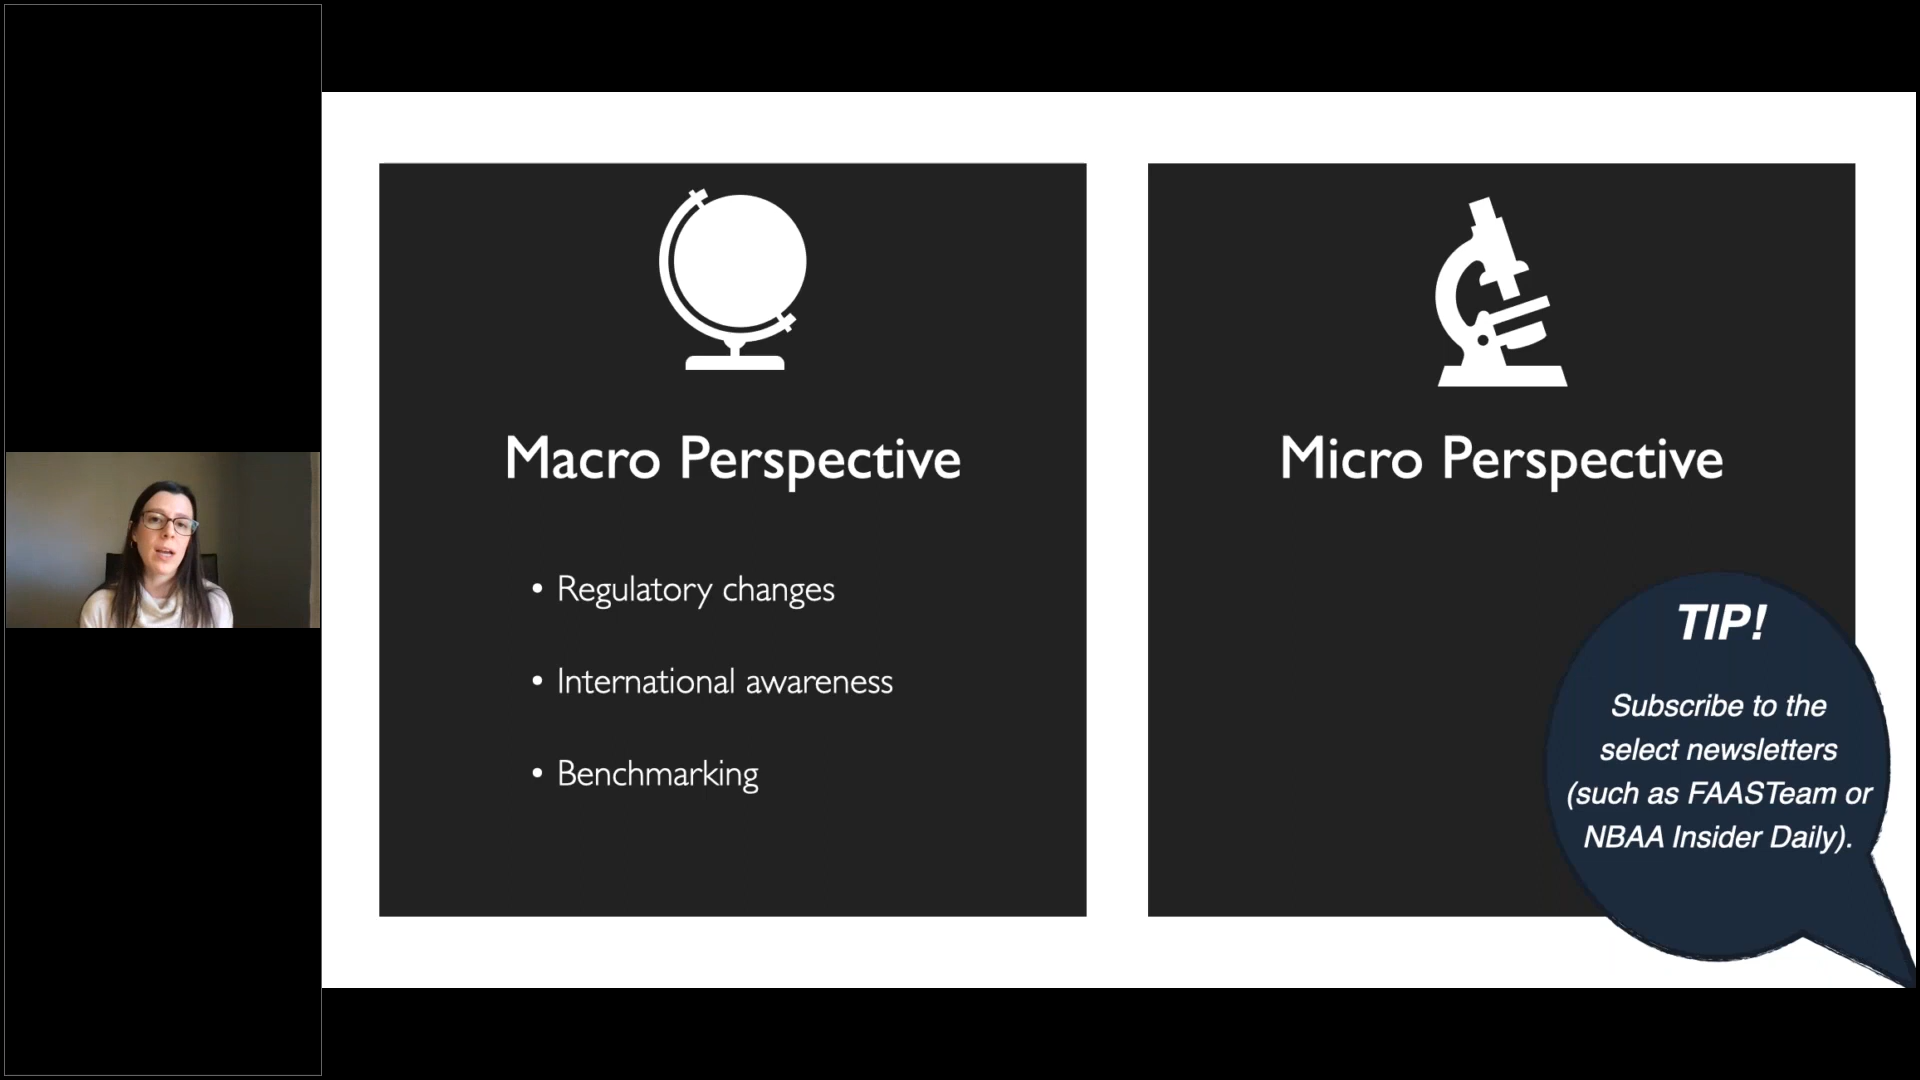 Macro Perspective
• Regulatory changes
• International awareness
• Benchmarking
Micro Perspective
TIP!
Subscribe to the
select newsletters
(such as FAASTeam or
NBAA Insider Daily).